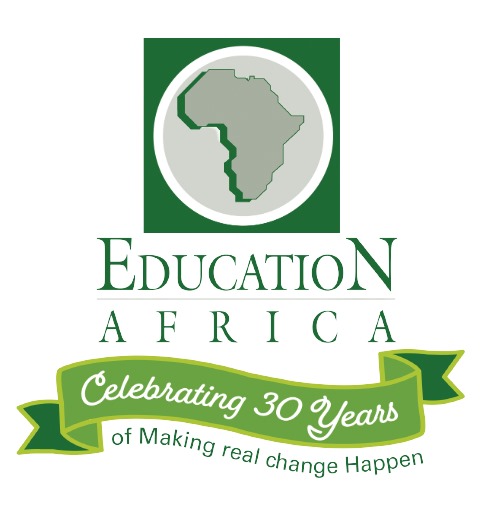 EDUCATION
AFRICA
Celebrating 30 Years
of Making real change Happen